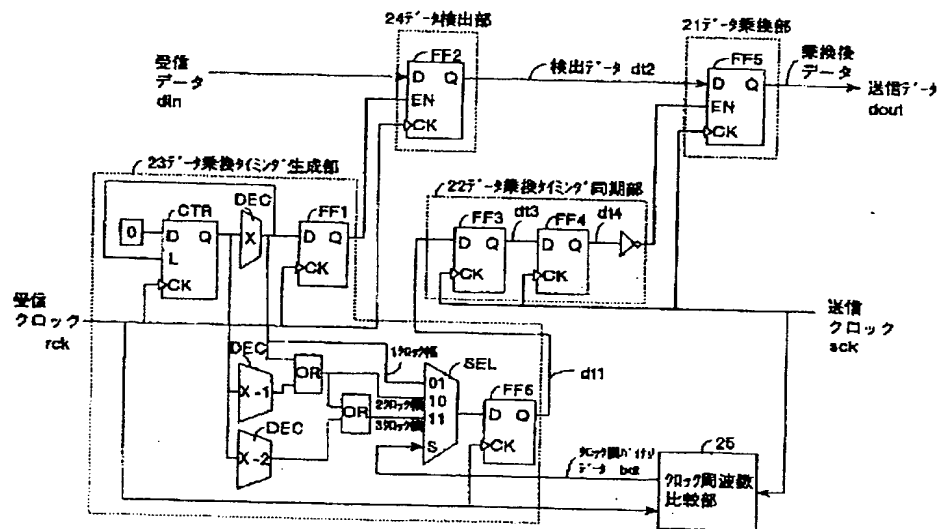 24データ検出部
FF2
D Q
EN
CK
受信
データ
din
検出データ dt2
21データ乗換部
FF5
D Q
EN
CK
乗換後
データ
送信データ
dout
23データ乗換タイミング生成部
CTR
0
D Q
L
CK
DEC
X
FF1
D Q
CK
22データ乗換タイミング同期部
FF3
D Q
CK
dt3
FF4
D Q
CK
dt4
受信
クロック
rck
送信
クロック
sck
DEC
X-1
OR
DEC
X-2
OR
1クロック幅
2クロック幅
3クロック幅
SEL
01
10
11
S
FF6
D Q
CK
dt1
クロック幅バイナリ
データ
25
クロック周波数
比較部